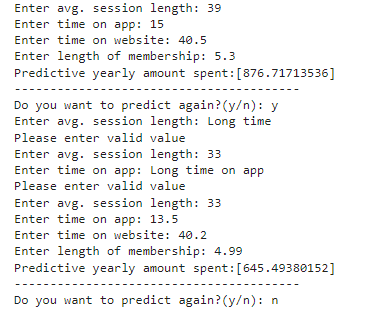 Enter avg. session length: 39
Enter time on app: 15
Enter time on website: 40.5
Enter length of membership: 5.3
Predictive yearly amount spent:[876.71713536]
---------------------------------------
Do you want to predict again?(y/n): y
Enter avg. session length: Long time
Please enter valid value
Enter avg. session length: 33
Enter time on app: Long time on app
Please enter valid value
Enter avg. session length: 33
Enter time on app: 13.5
Enter time on website: 40.2
Enter length of membership: 4.99
Predictive yearly amount spent:[645.49380152]
---------------------------------------
Do you want to predict again?(y/n): n